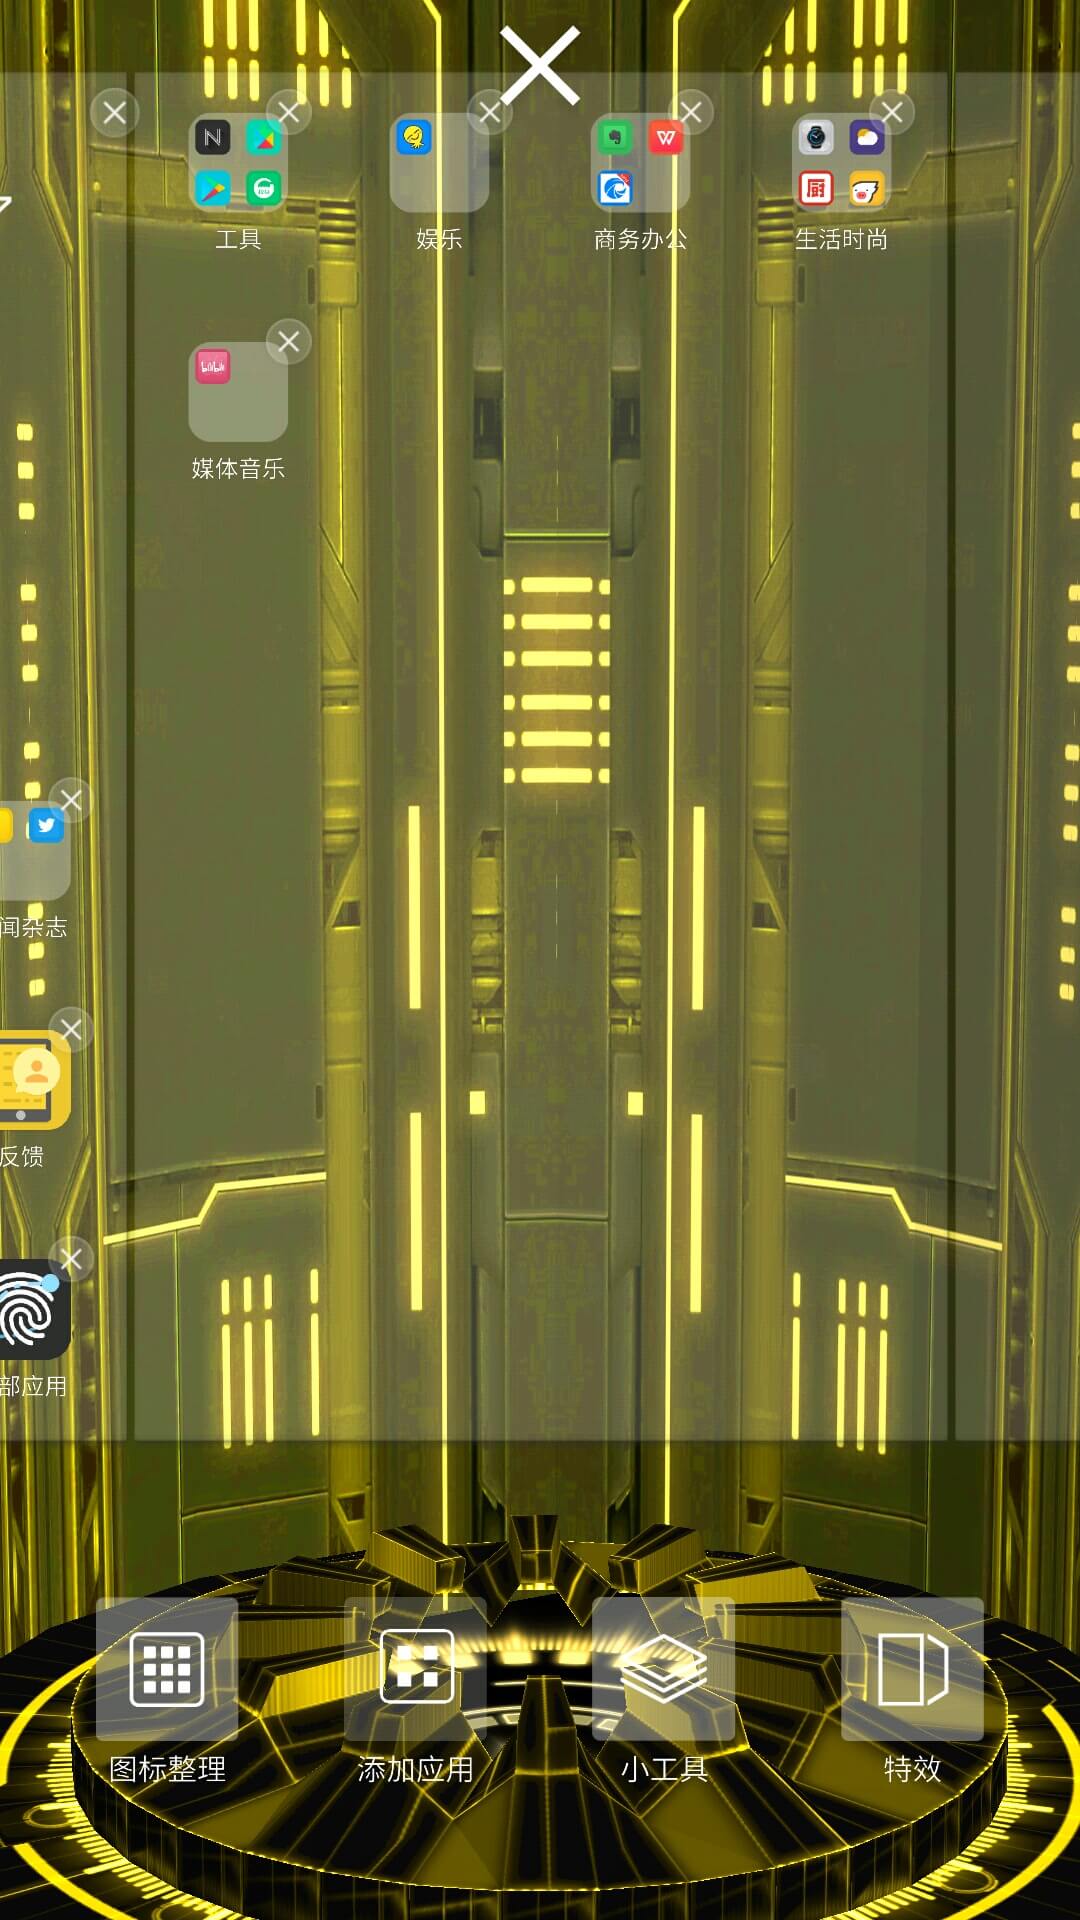 工具
娱乐
商务办公
生活时尚
媒体音乐
闻杂志
反馈
部应用
图标整理
添加应用
小工具
特效